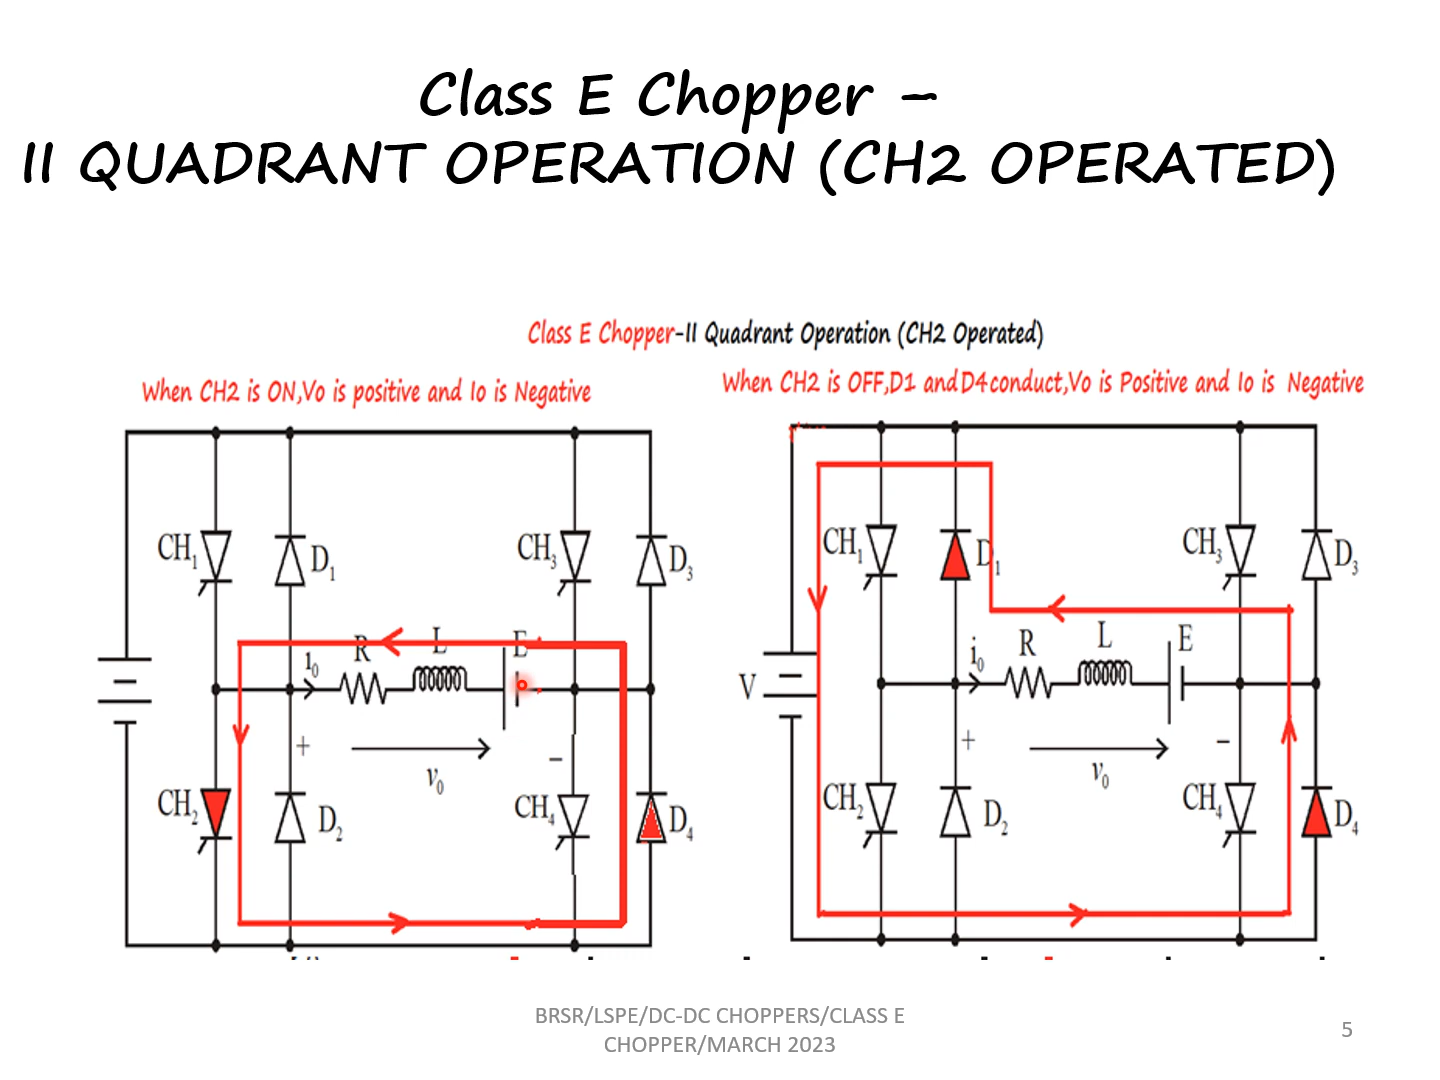 Class E Chopper –
II QUADRANT OPERATION (CH2 OPERATED)
Class E Chopper-II Quadrant Operation (CH2 Operated)
When CH2 is ON,Vo is positive and Io is Negative
When CH2 is OFF,D1 andD4conduct,Vo is Positive and Io is Negative
CH1 D1 CH3 D3
R L E
i0
+ −
v0
CH2 D2 CH4 D4
CH1 D1 CH3 D3
V
i0 R L E
+ −
v0
CH2 D2 CH4 D4
BRSR/LSPE/DC-DC CHOPPERS/CLASS E
CHOPPER/MARCH 2023
5